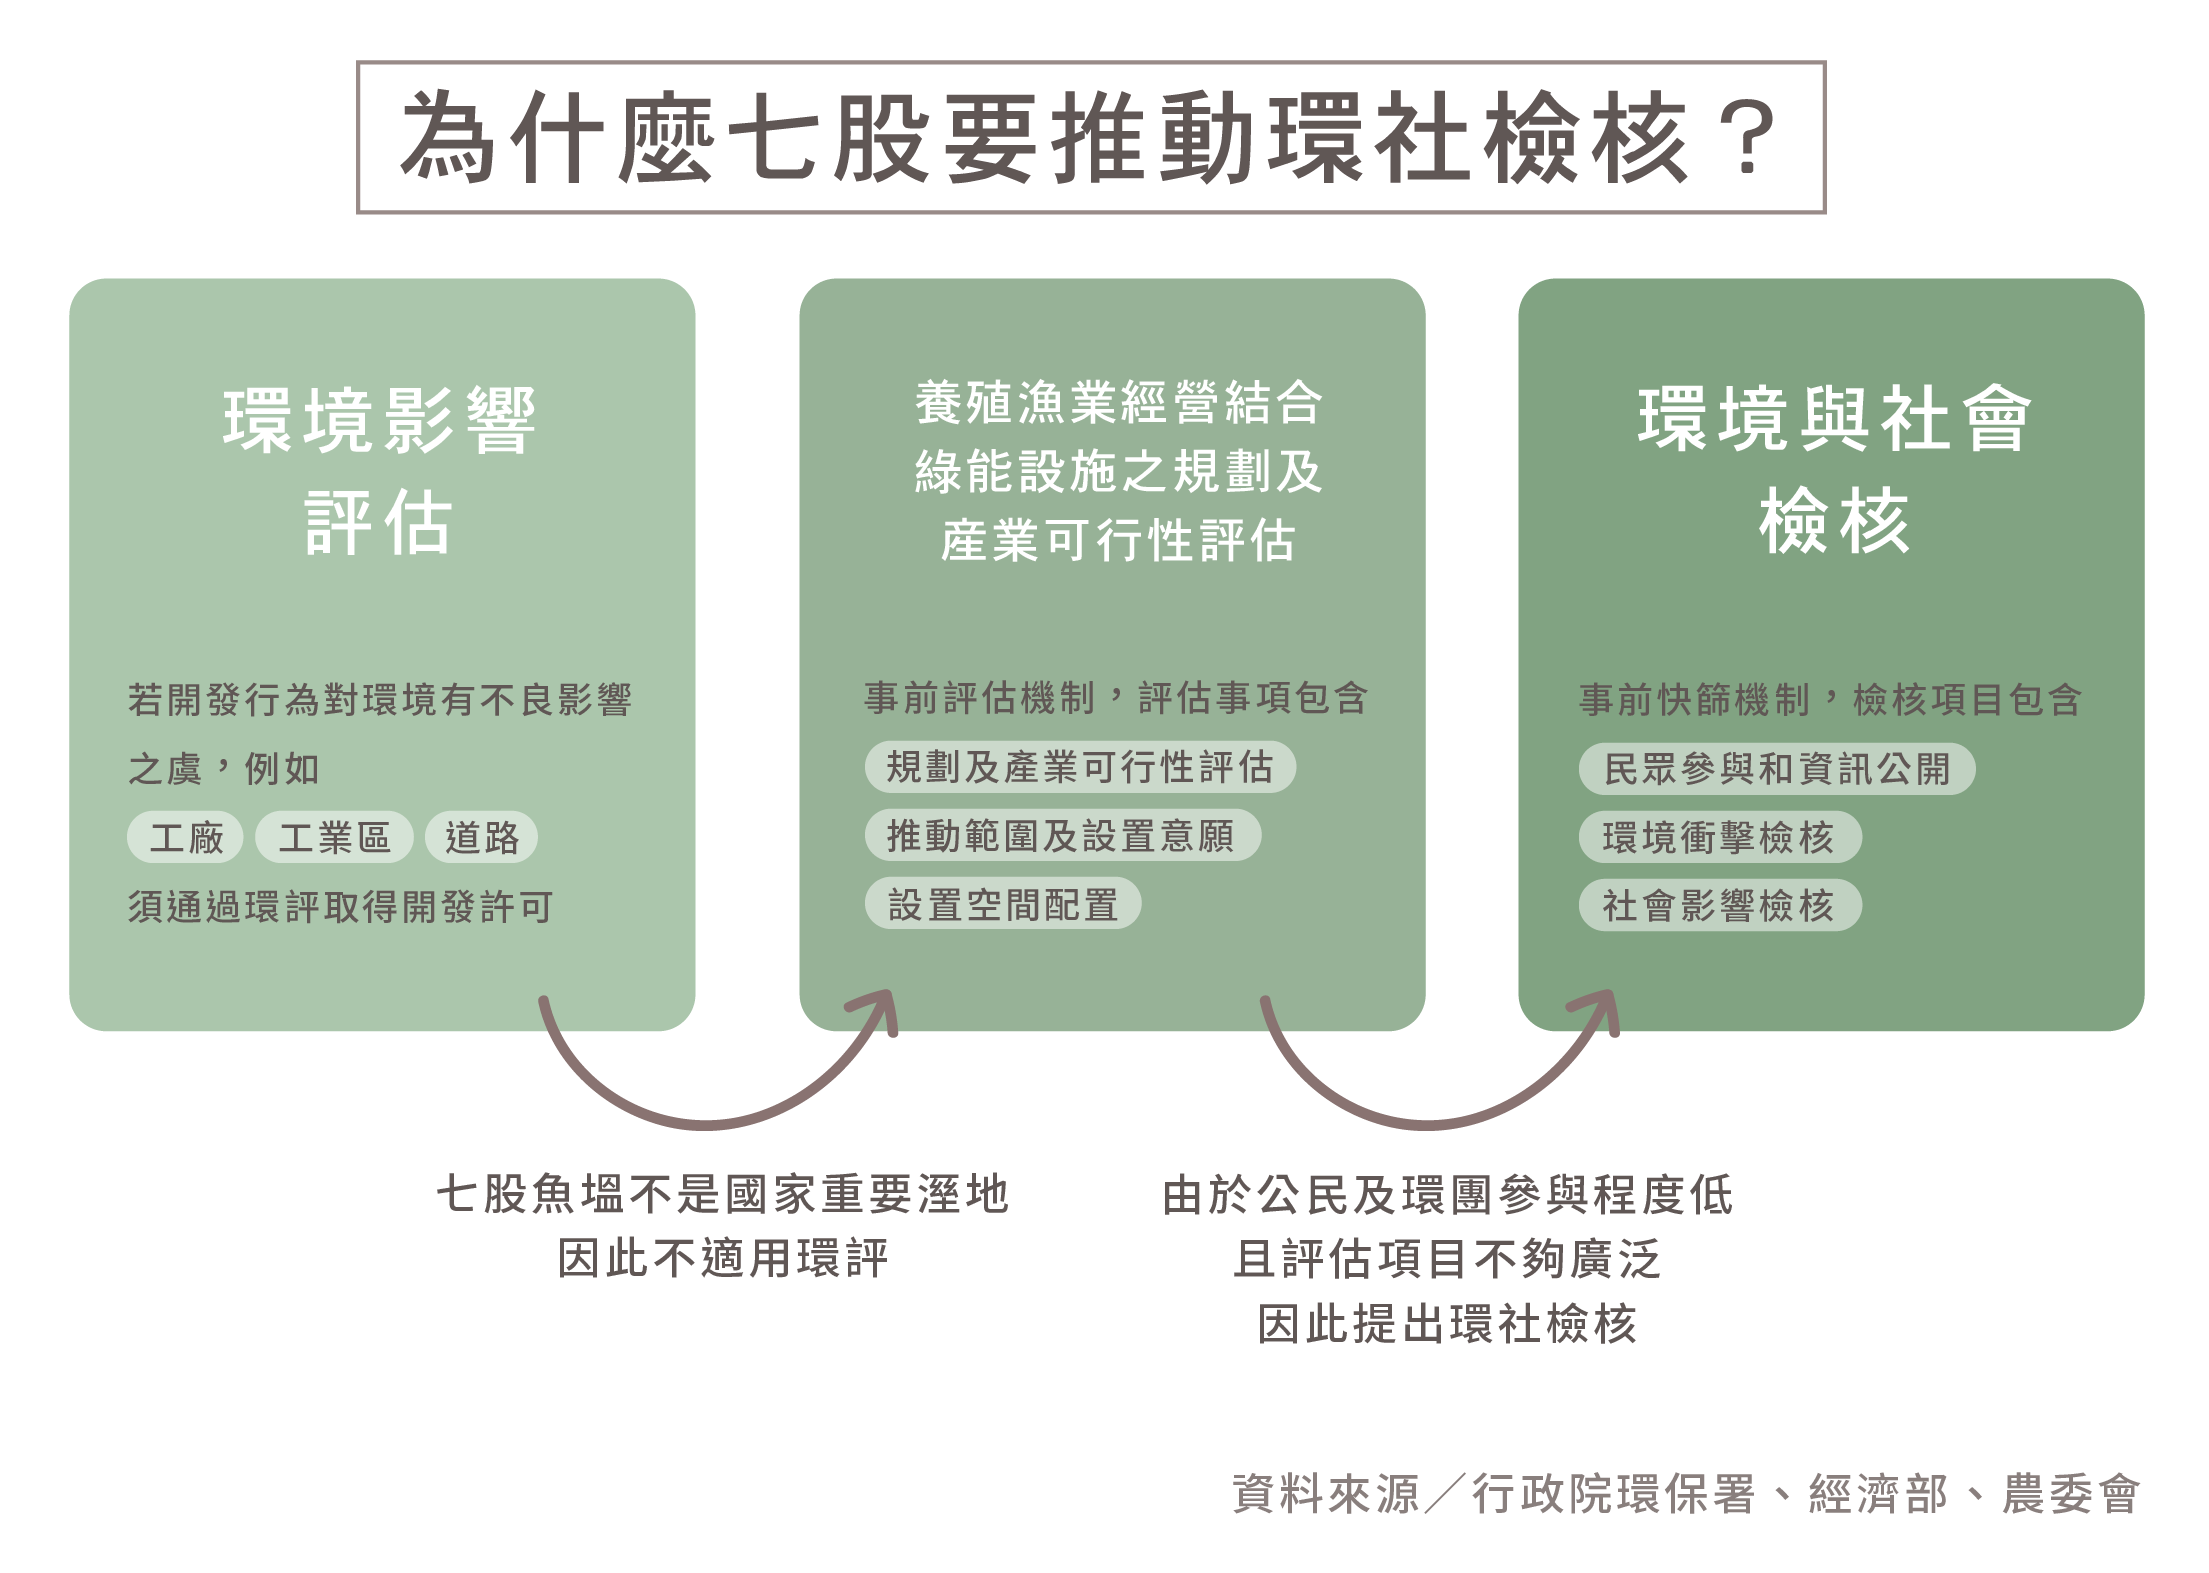 為什麼七股要推動環社檢核？
環境影響
評估
若開發行為對環境有不良影響
之虞，例如
工廠 工業區 道路
須通過環評取得開發許可
養殖漁業經營結合
綠能設施之規劃及
產業可行性評估
事前評估機制，評估事項包含
規劃及產業可行性評估
推動範圍及設置意願
設置空間配置
環境與社會
檢核
事前快篩機制，檢核項目包含
民眾參與和資訊公開
環境衝擊檢核
社會影響檢核
七股魚塭不是國家重要溼地
因此不適用環評
由於公民及環團參與程度低
且評估項目不夠廣泛
因此提出環社檢核
資料來源／行政院環保署、經濟部、農委會